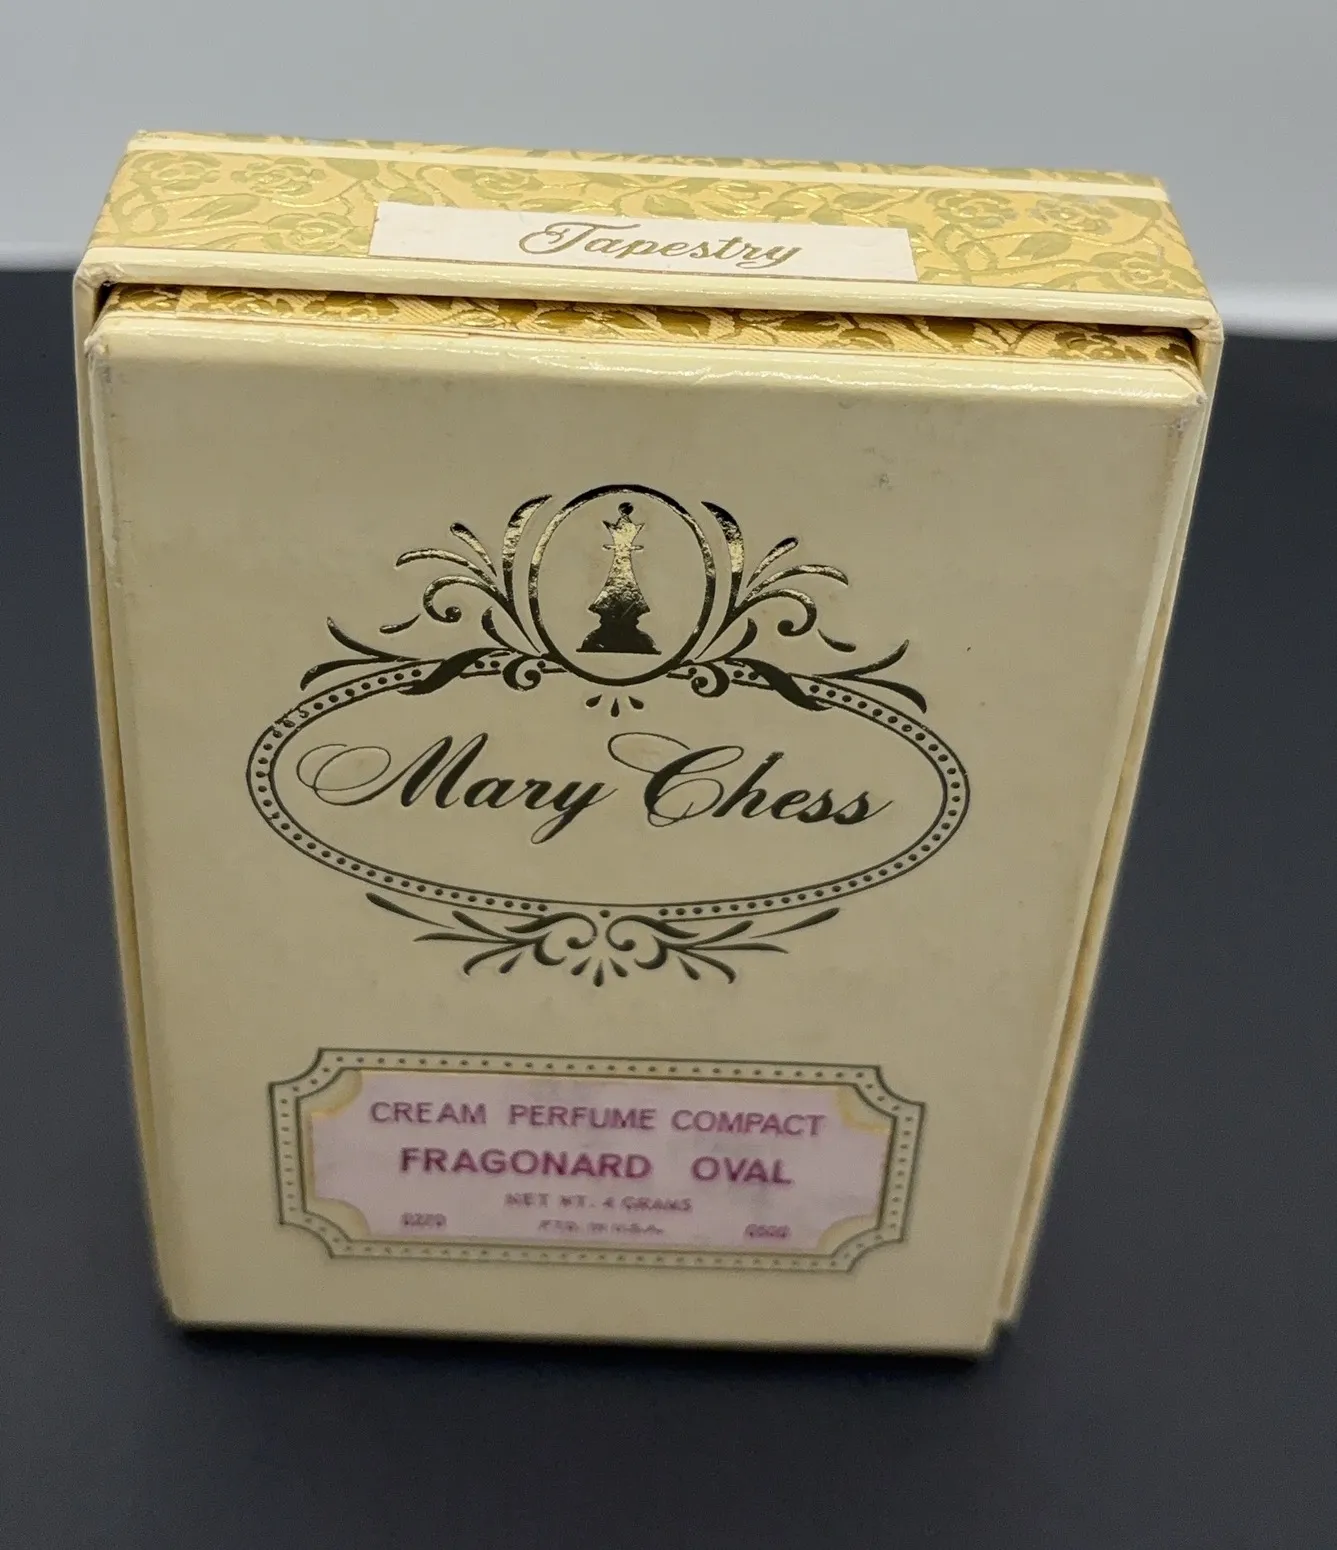 Tapestry
Mary Chess
CREAM PERFUME COMPACT
FRAGONARD OVAL
NET WT. 4 GRAMS